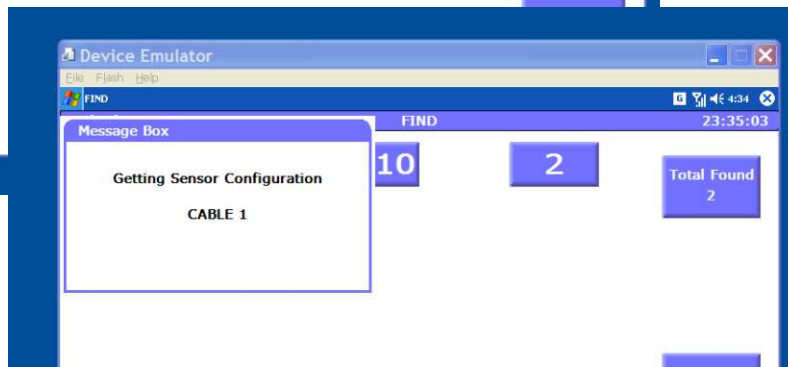 Device Emulator
File Flash Help
FIND
G 4:34
FIND 23:35:03
Message Box
Getting Sensor Configuration
CABLE 1
10
2
Total Found
2